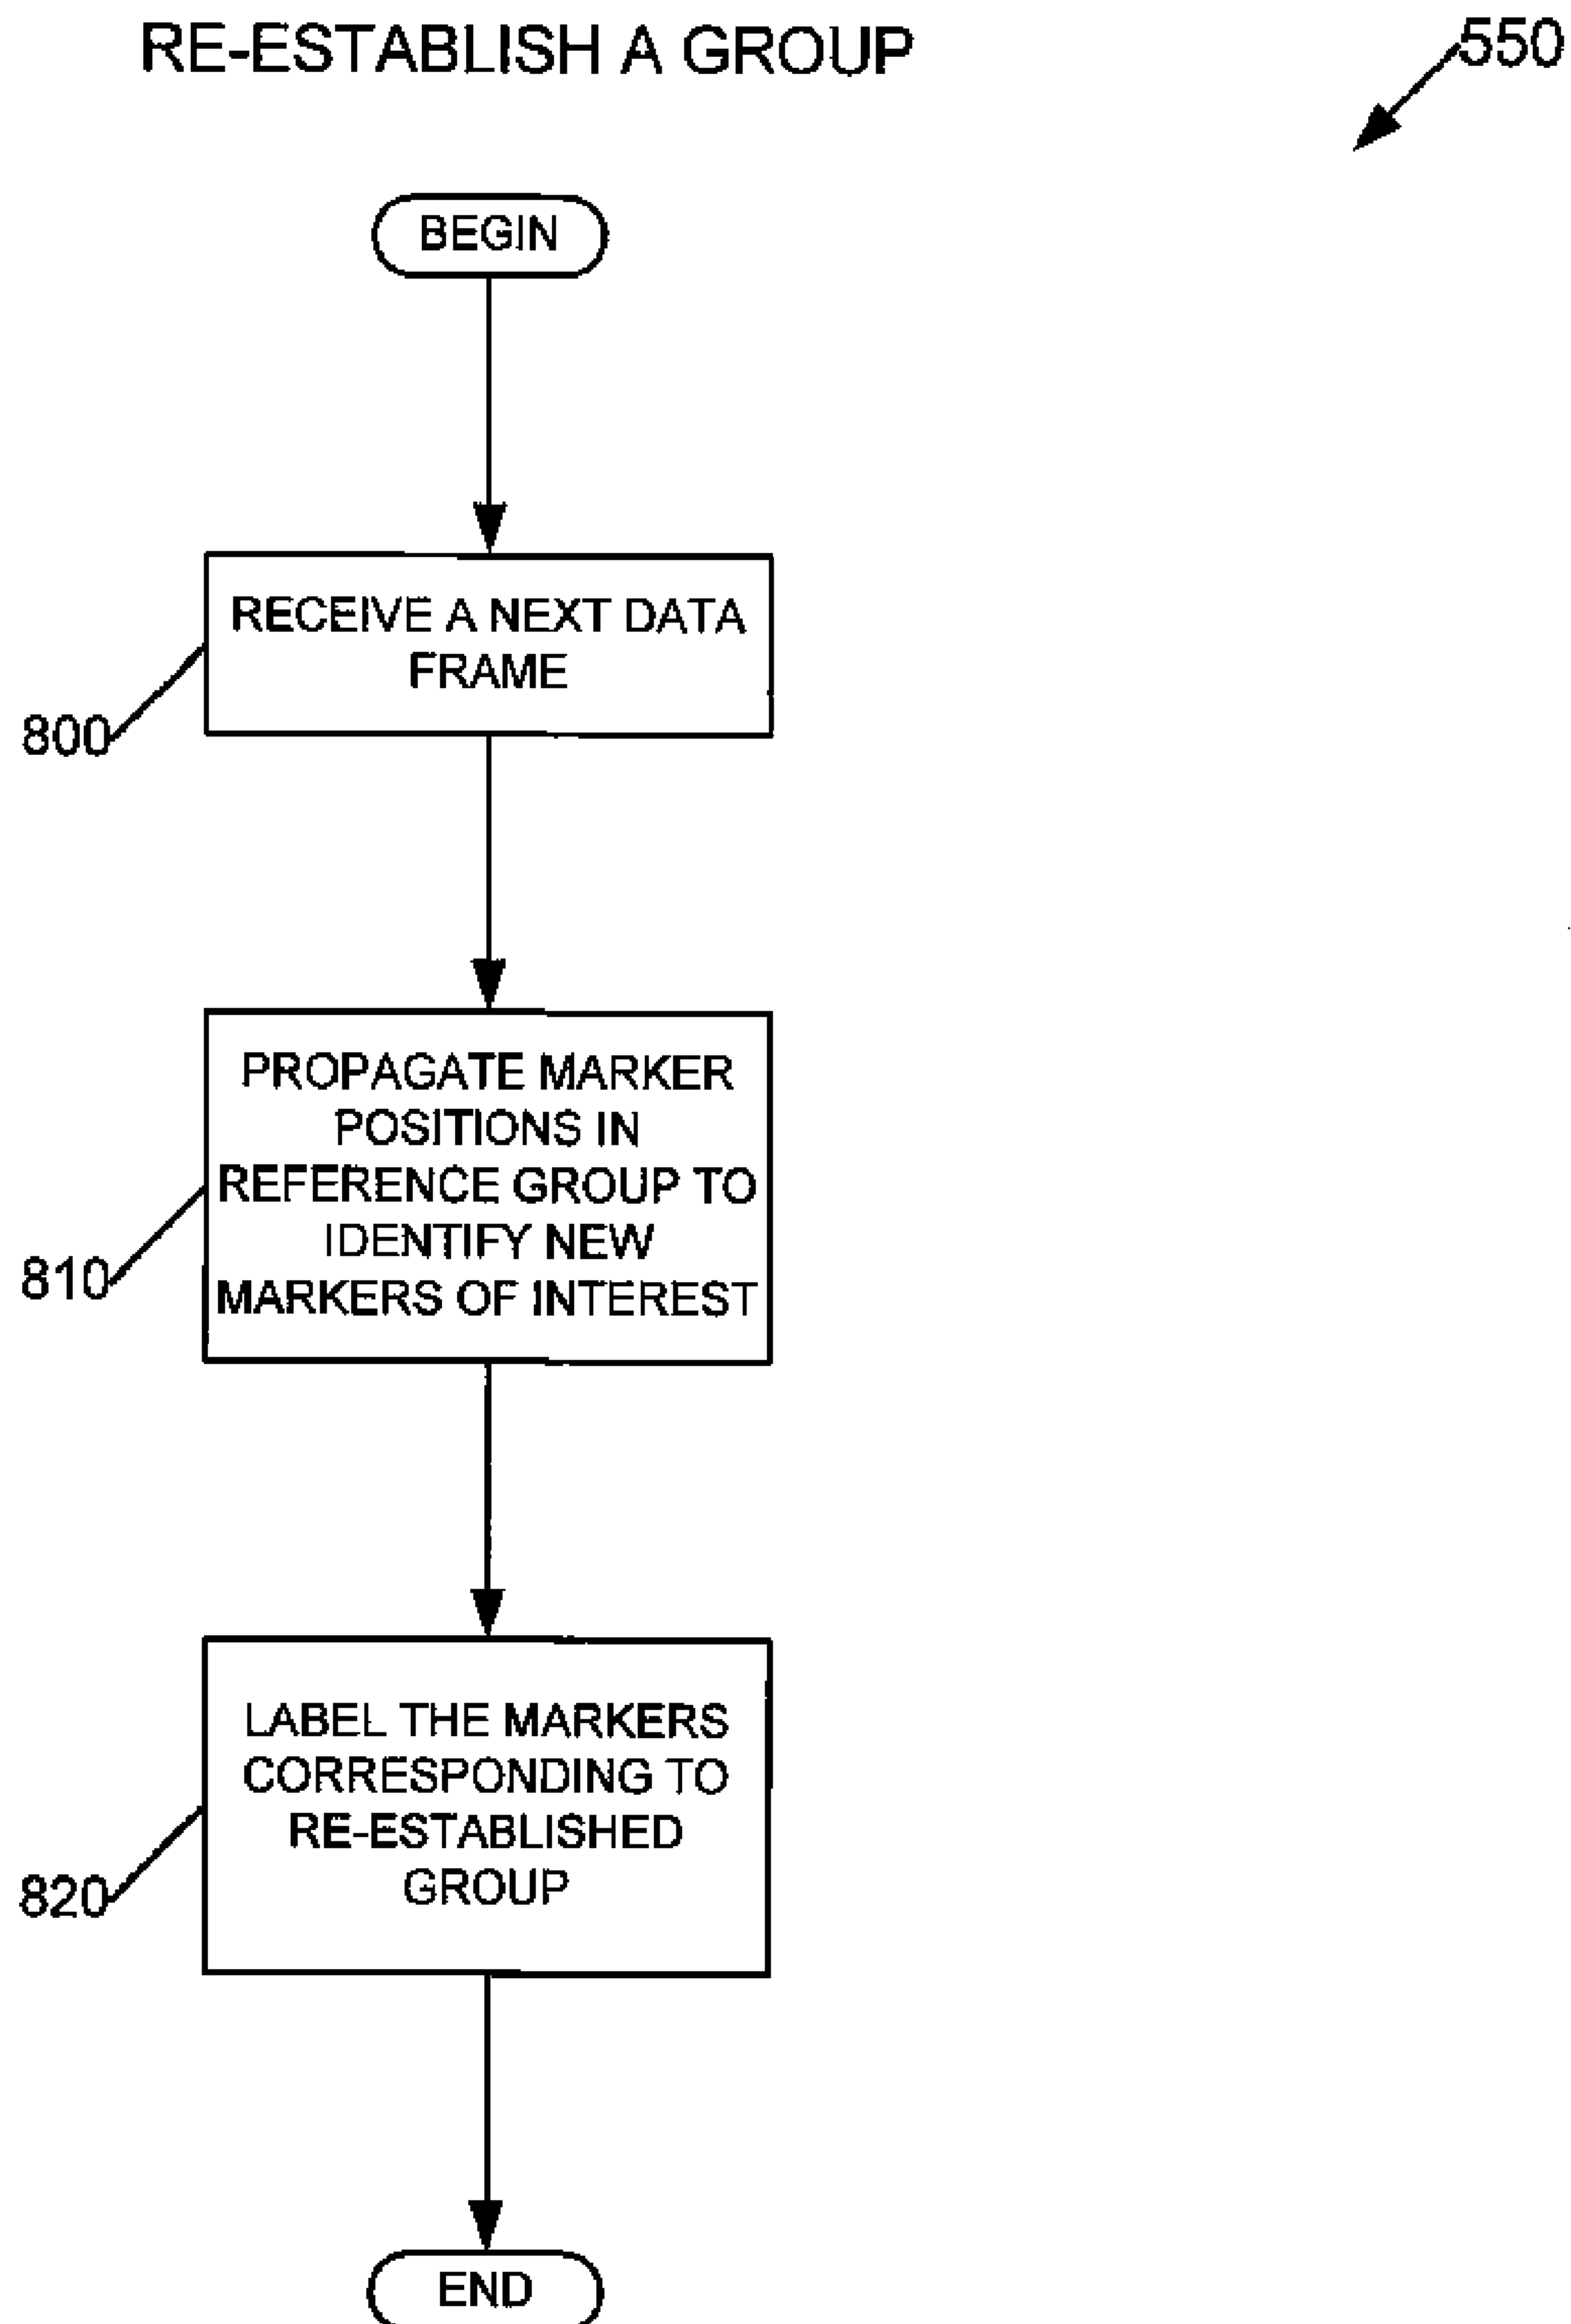 RE-ESTABLISH A GROUP
550
BEGIN
RECEIVE A NEXT DATA
FRAME
800
PROPAGATE MARKER
POSITIONS IN
REFERENCE GROUP TO
IDENTIFY NEW
MARKERS OF INTEREST
810
LABEL THE MARKERS
CORRESPONDING TO
RE-ESTABLISHED
GROUP
820
END